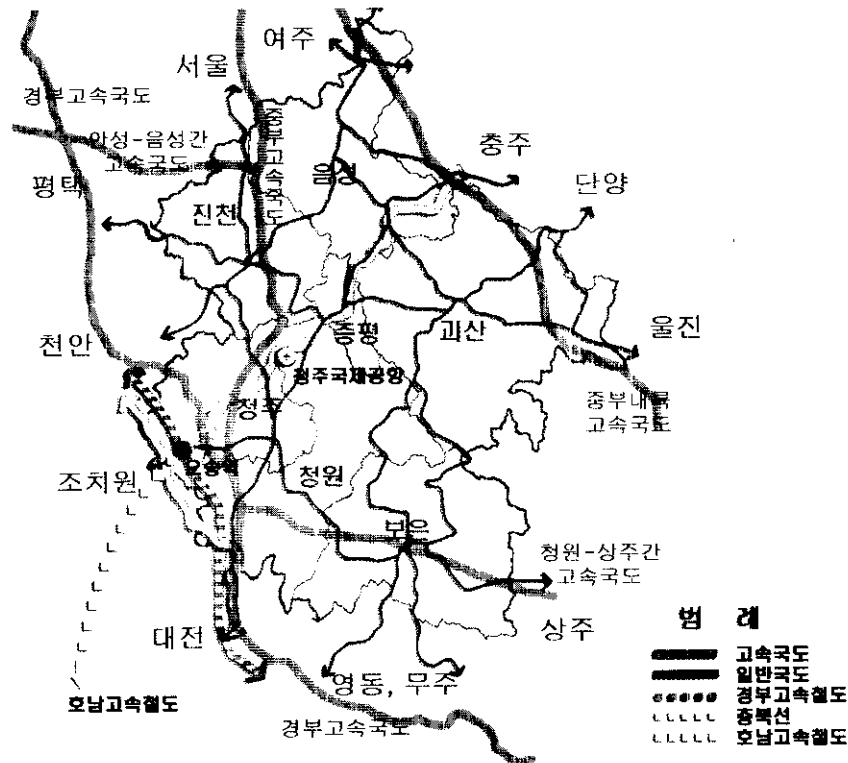 여주
서울
경부고속국도
중부고속국도
안성-음성간
고속국도
충주
음성
단양
평택
진천
울진
천안
증평
괴산
청주국제공항
중부내륙
고속국도
청주
오송역
청원
조치원
보은
청원-상주간
고속국도
상주
대전
영동, 무주
호남고속철도
경부고속국도
범 례
고속국도
일반국도
경부고속철도
충북선
호남고속철도